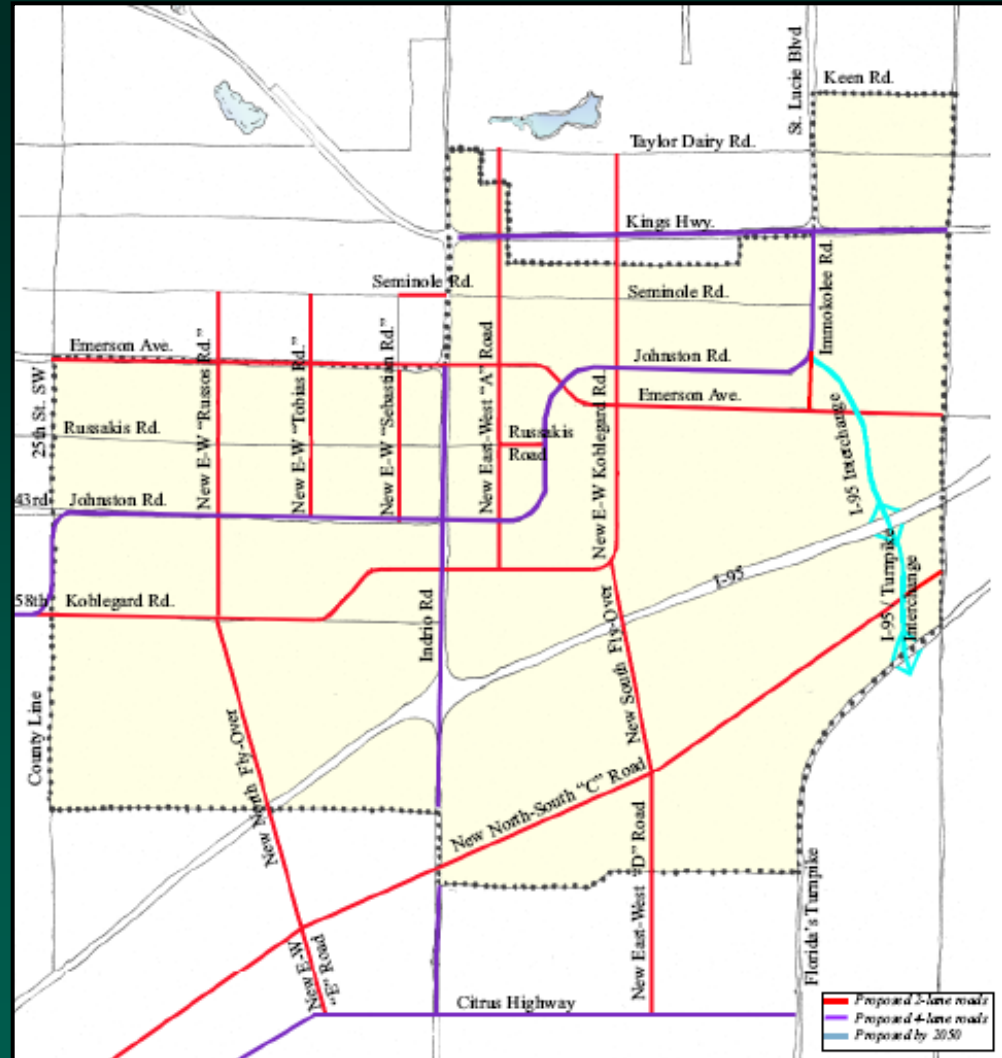 St. Lucie Blvd
Keen Rd.
Taylor Dairy Rd.
Kings Hwy.
Seminole Rd.
Seminole Rd.
Immokolee Rd.
Emerson Ave.
Johnston Rd.
Emerson Ave.
25th St. SW
New E-W "Russos Rd."
New E-W "Tobias Rd."
New E-W "Sebastian Rd."
New East-West "A" Road
New E-W Koblegard Rd.
Russakis Rd.
Russakis
Road
I-95 Interchange
43rd
Johnston Rd.
58th
Koblegard Rd.
Indrio Rd
I-95
I-95/ Turnpike
Interchange
New South Fly-Over
County Line
New North Fly-Over
New North-South "C" Road
New East-West "D" Road
Florida's Turnpike
New E-W
"E" Road
Citrus Highway
Proposed 2-lane roads
Proposed 4-lane roads
Proposed by 2050